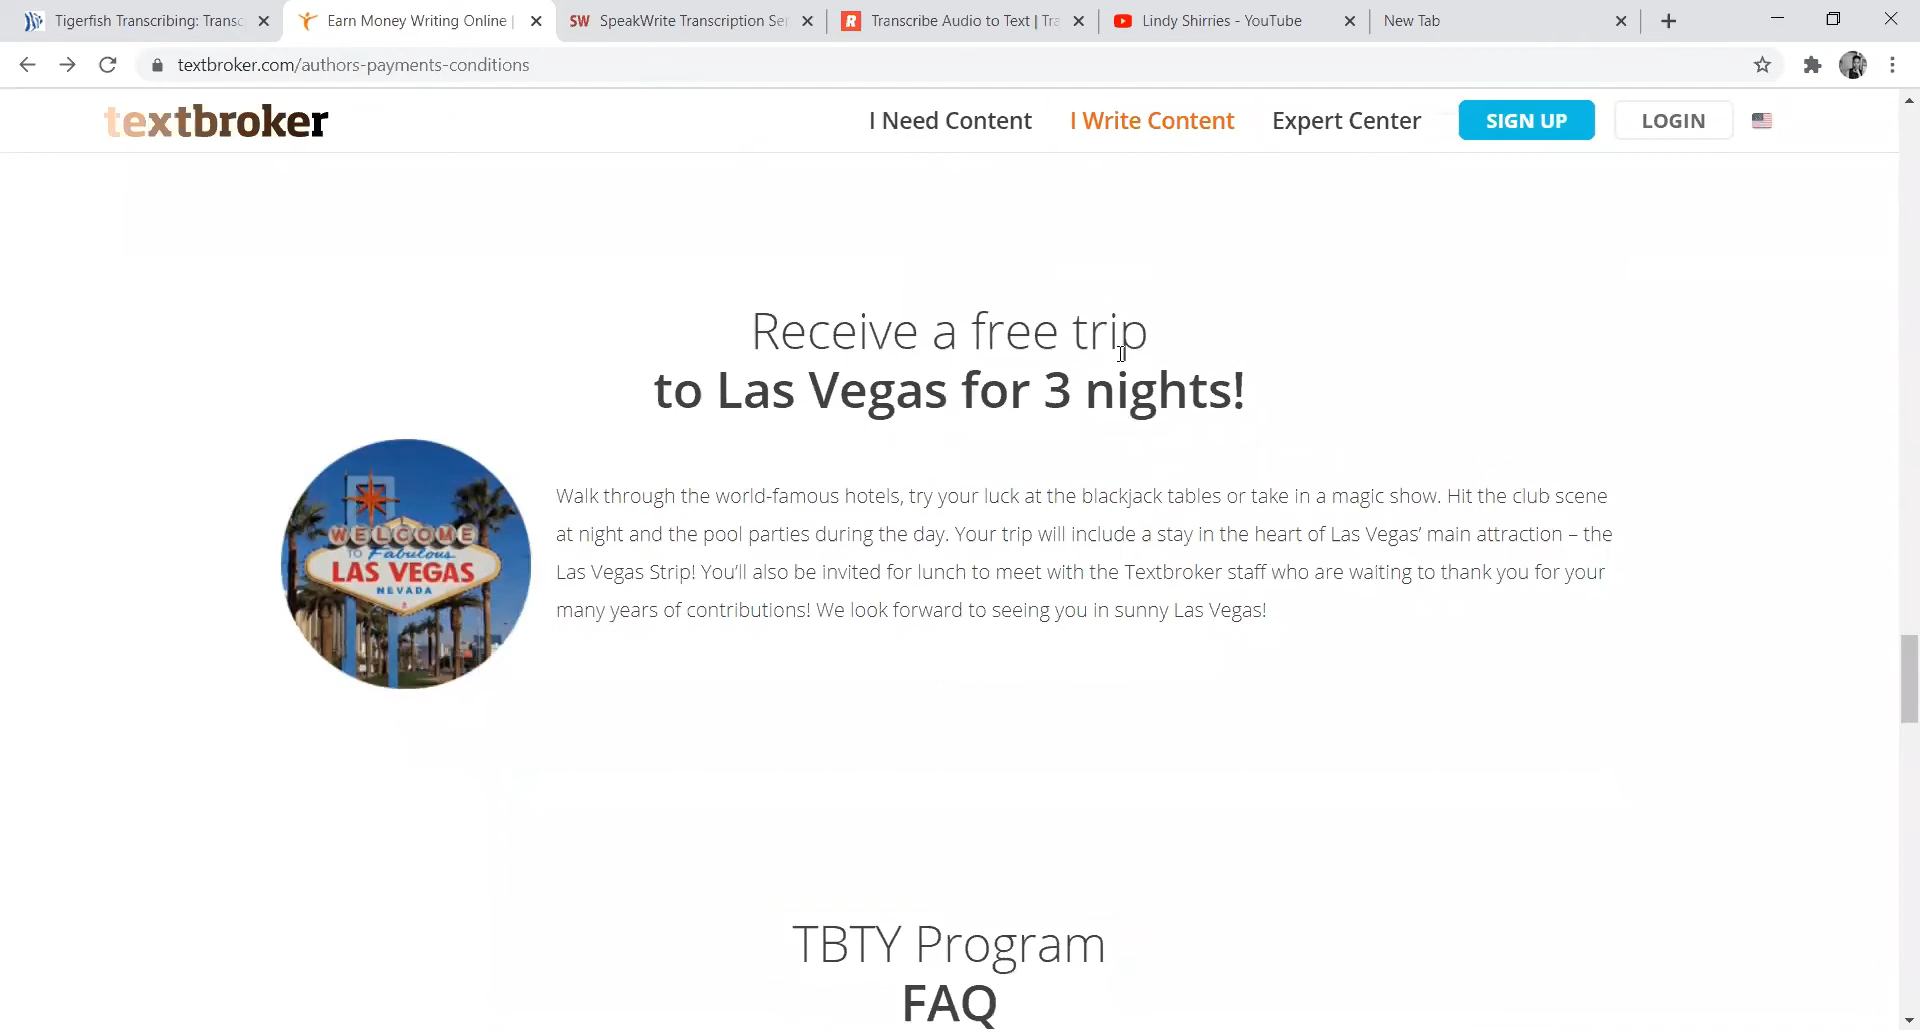 Tigerfish Transcribing: Transc
Earn Money Writing Online |
SW SpeakWrite Transcription Se
R Transcribe Audio to Text | Tra
Lindy Shirries - YouTube
New Tab
textbroker.com/authors-payments-conditions
textbroker
I Need Content
I Write Content
Expert Center
SIGN UP
LOGIN
Receive a free trip
to Las Vegas for 3 nights!
WELCOME
TO Fabulous
LAS VEGAS
NEVADA
Walk through the world-famous hotels, try your luck at the blackjack tables or take in a magic show. Hit the club scene
at night and the pool parties during the day. Your trip will include a stay in the heart of Las Vegas’ main attraction – the
Las Vegas Strip! You’ll also be invited for lunch to meet with the Textbroker staff who are waiting to thank you for your
many years of contributions! We look forward to seeing you in sunny Las Vegas!
TBTY Program
FAQ